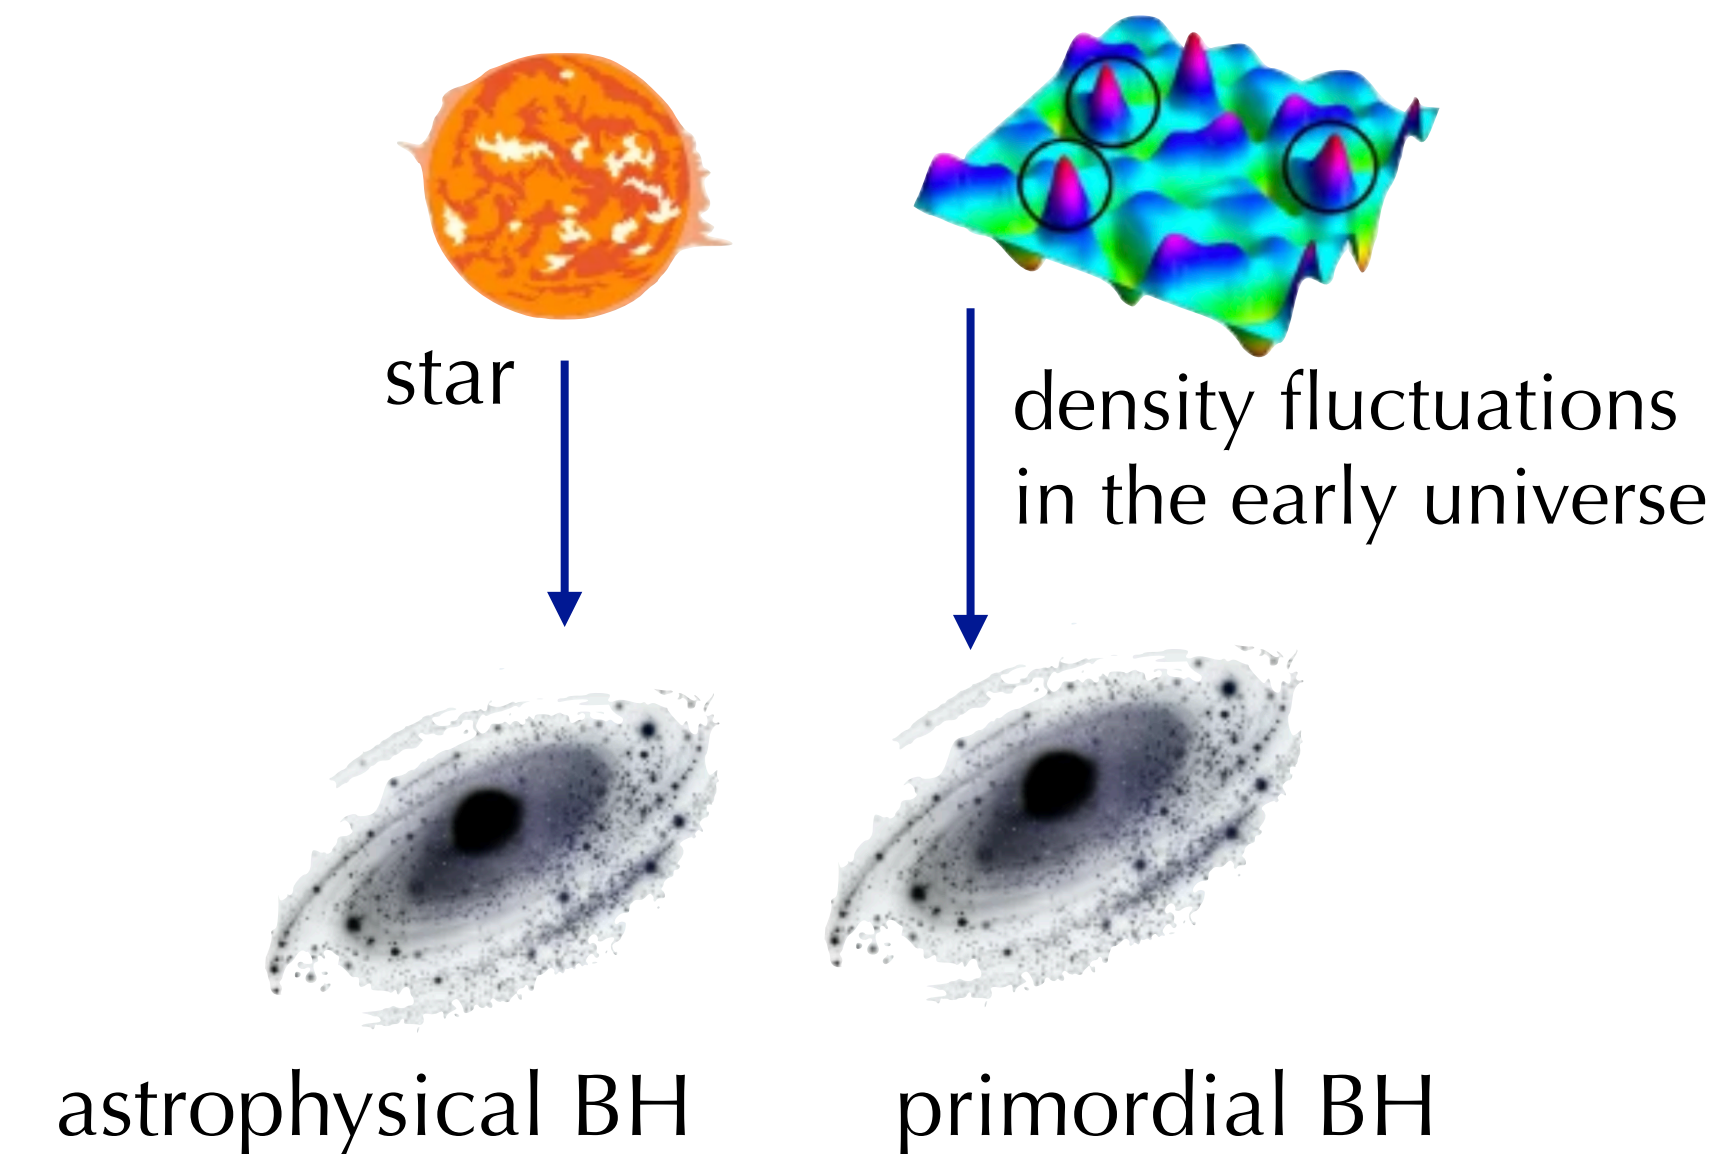 star
density fluctuations
in the early universe
astrophysical BH
primordial BH